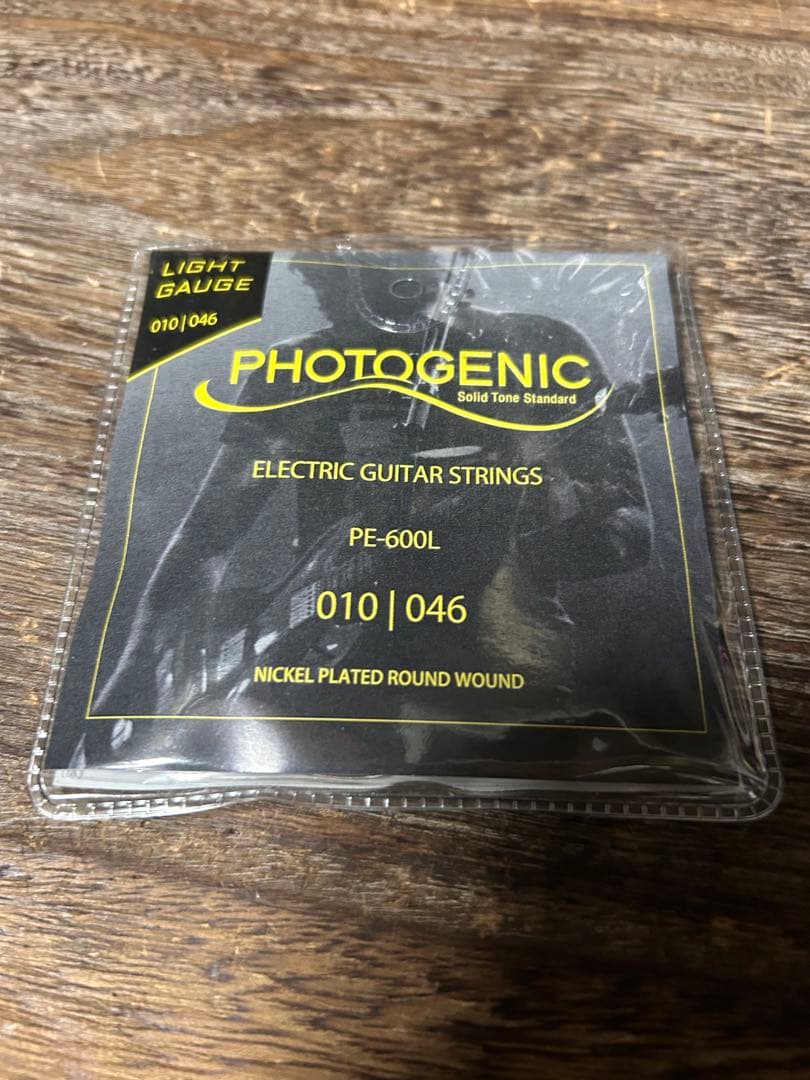 LIGHT
GAUGE
010|046
PHOTOGENIC
Solid Tone Standard
ELECTRIC GUITAR STRINGS
PE-600L
010|046
NICKEL PLATED ROUND WOUND